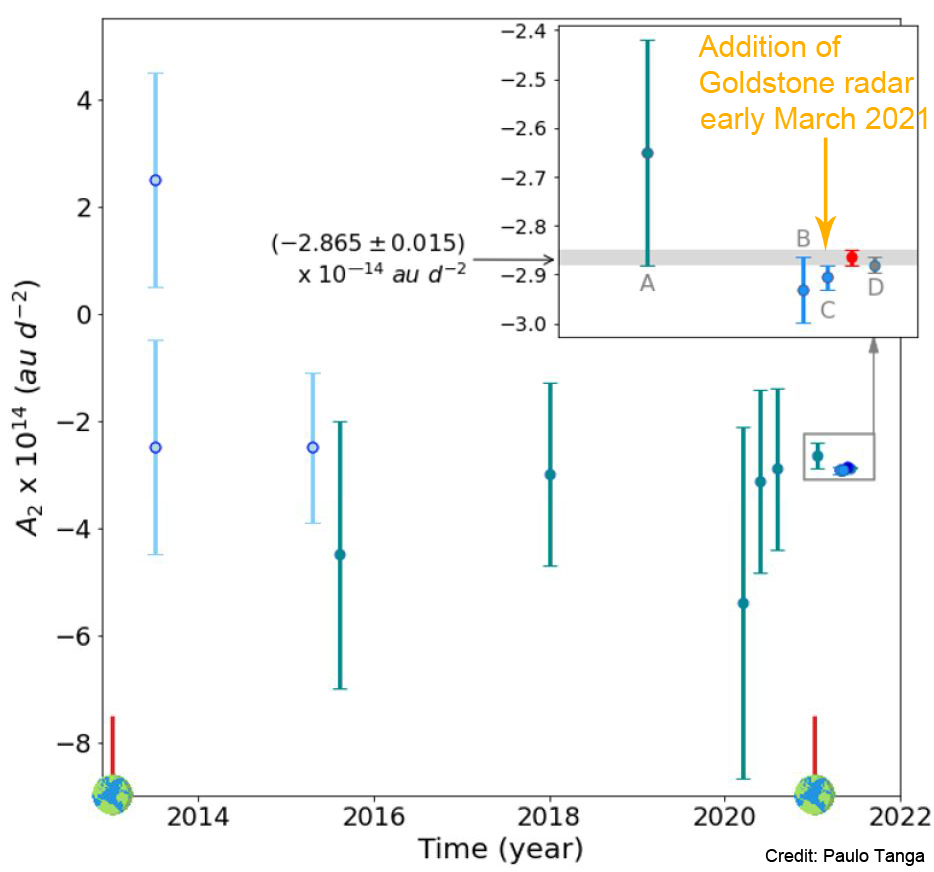 Addition of
Goldstone radar
early March 2021
−2.4
−2.5
−2.6
−2.7
−2.8
−2.9
−3.0
A
B
C
D
(−2.865 ± 0.015)
x 10⁻¹⁴ au d⁻²
A₂ x 10¹⁴ (au d⁻²)
4
2
0
−2
−4
−6
−8
2014
2016
2018
2020
2022
Time (year)
Credit: Paulo Tanga